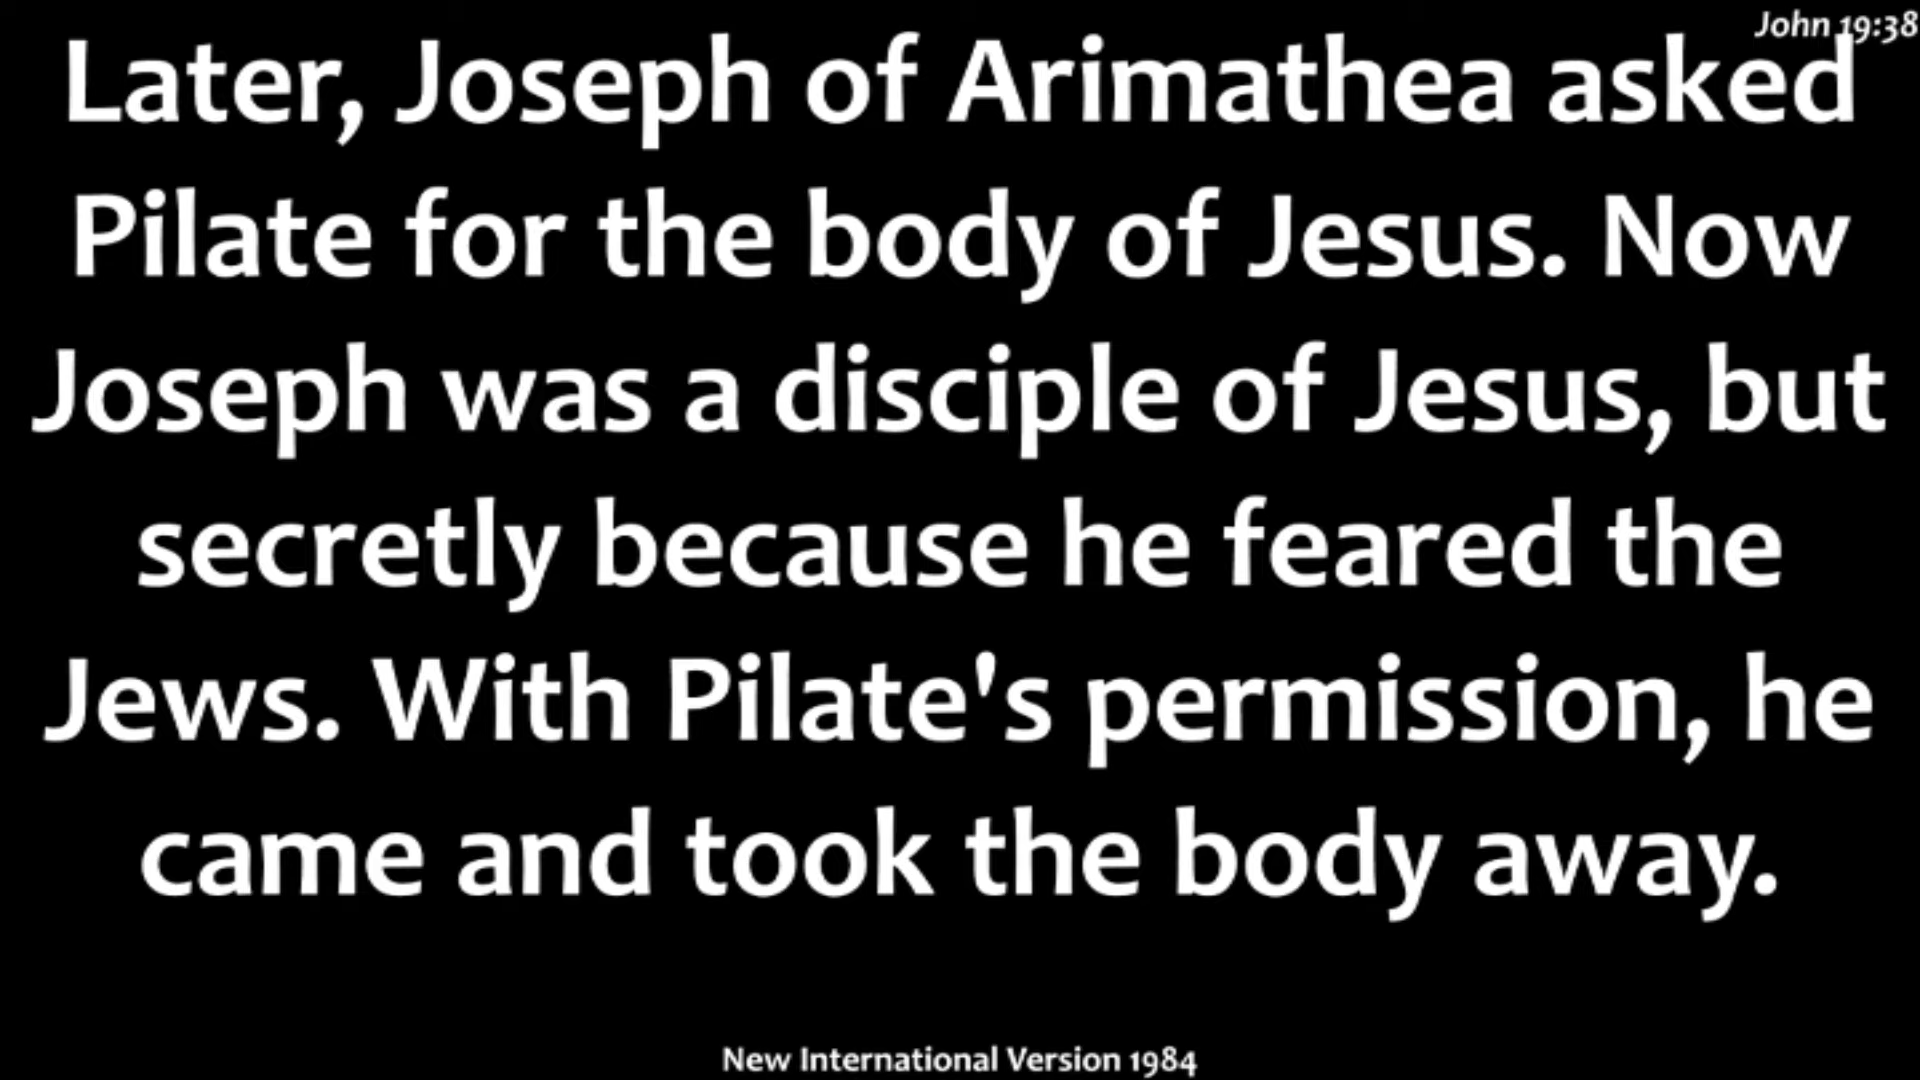 John 19:38
Later, Joseph of Arimathea asked
Pilate for the body of Jesus. Now
Joseph was a disciple of Jesus, but
secretly because he feared the
Jews. With Pilate's permission, he
came and took the body away.
New International Version 1984